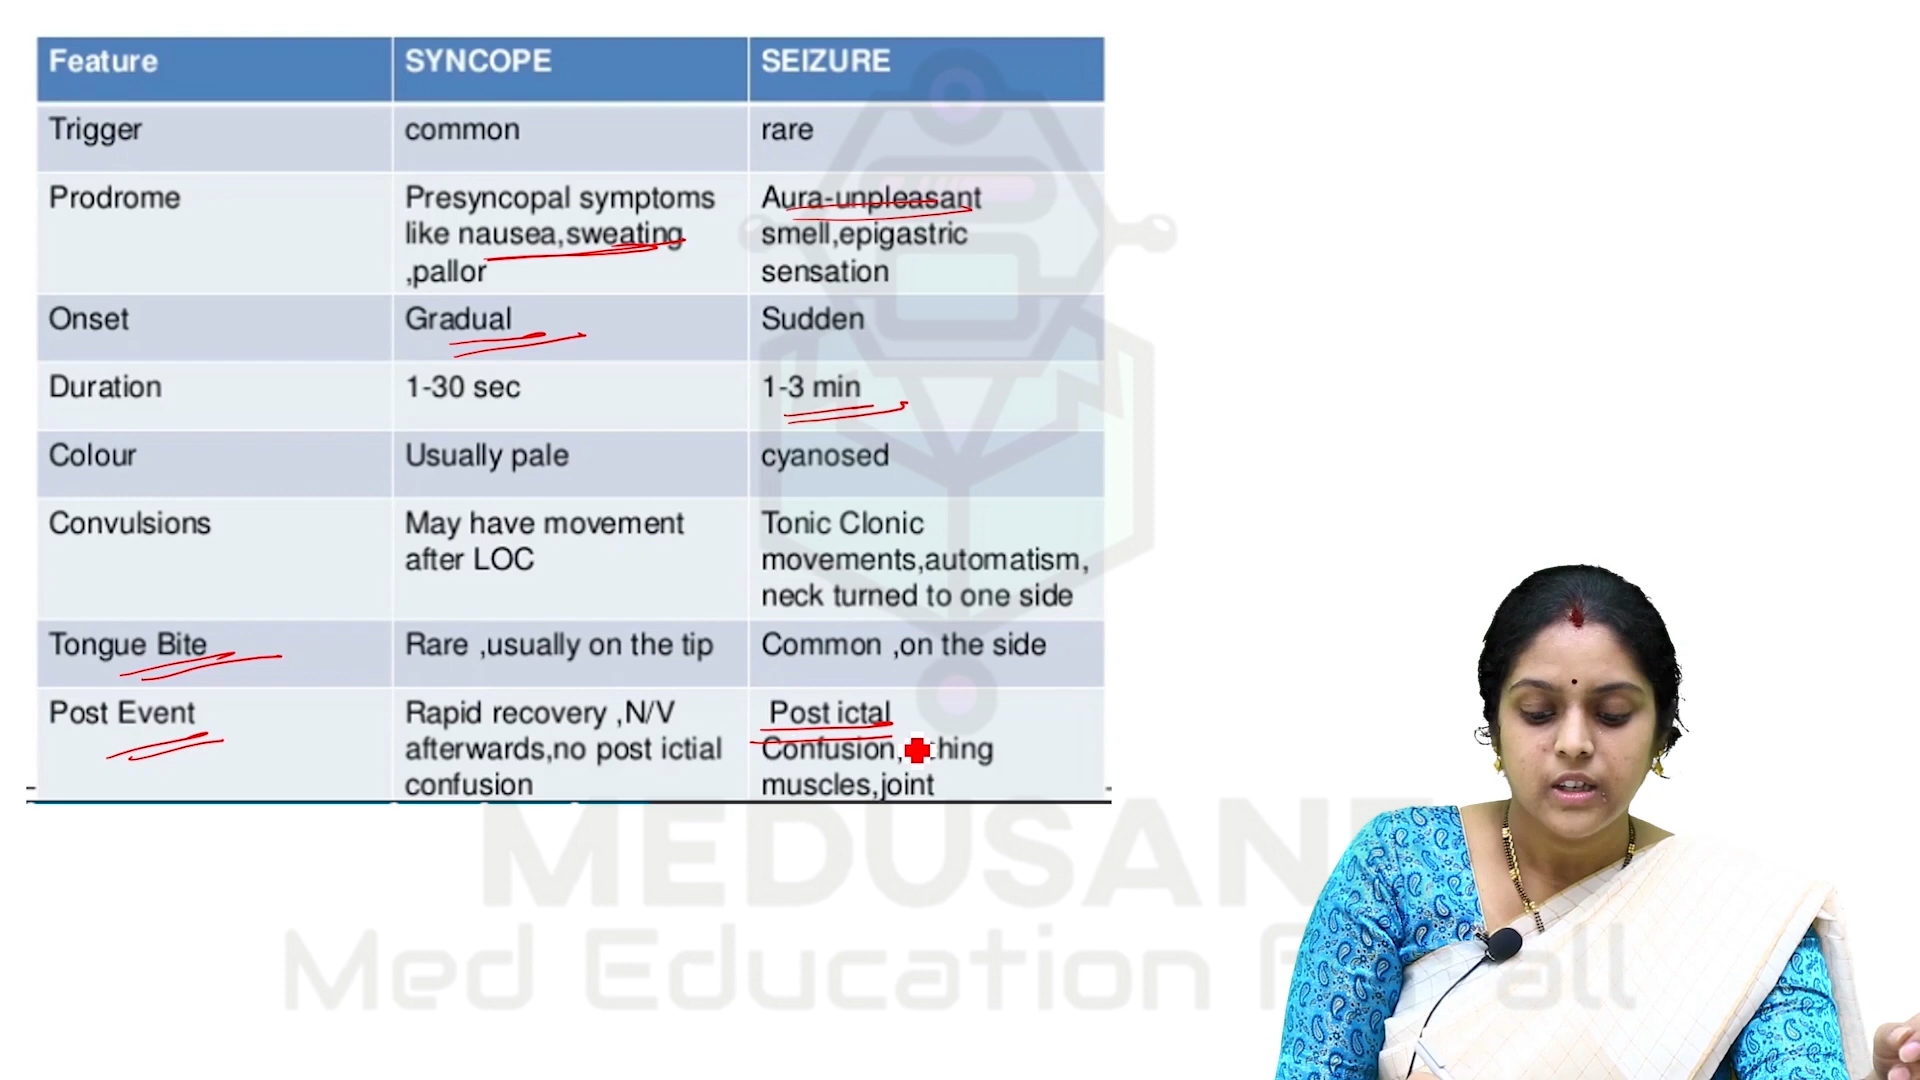 Feature SYNCOPE SEIZURE
Trigger common rare
Prodrome Presyncopal symptoms Aura-unpleasant
like nausea,sweating smell,epigastric
,pallor sensation
Onset Gradual Sudden
Duration 1-30 sec 1-3 min
Colour Usually pale cyanosed
Convulsions May have movement Tonic Clonic
after LOC movements,automatism,
neck turned to one side
Tongue Bite Rare ,usually on the tip Common ,on the side
Post Event Rapid recovery ,N/V Post ictal
afterwards,no post ictial Confusion,
confusion muscles,joint
Med Education all